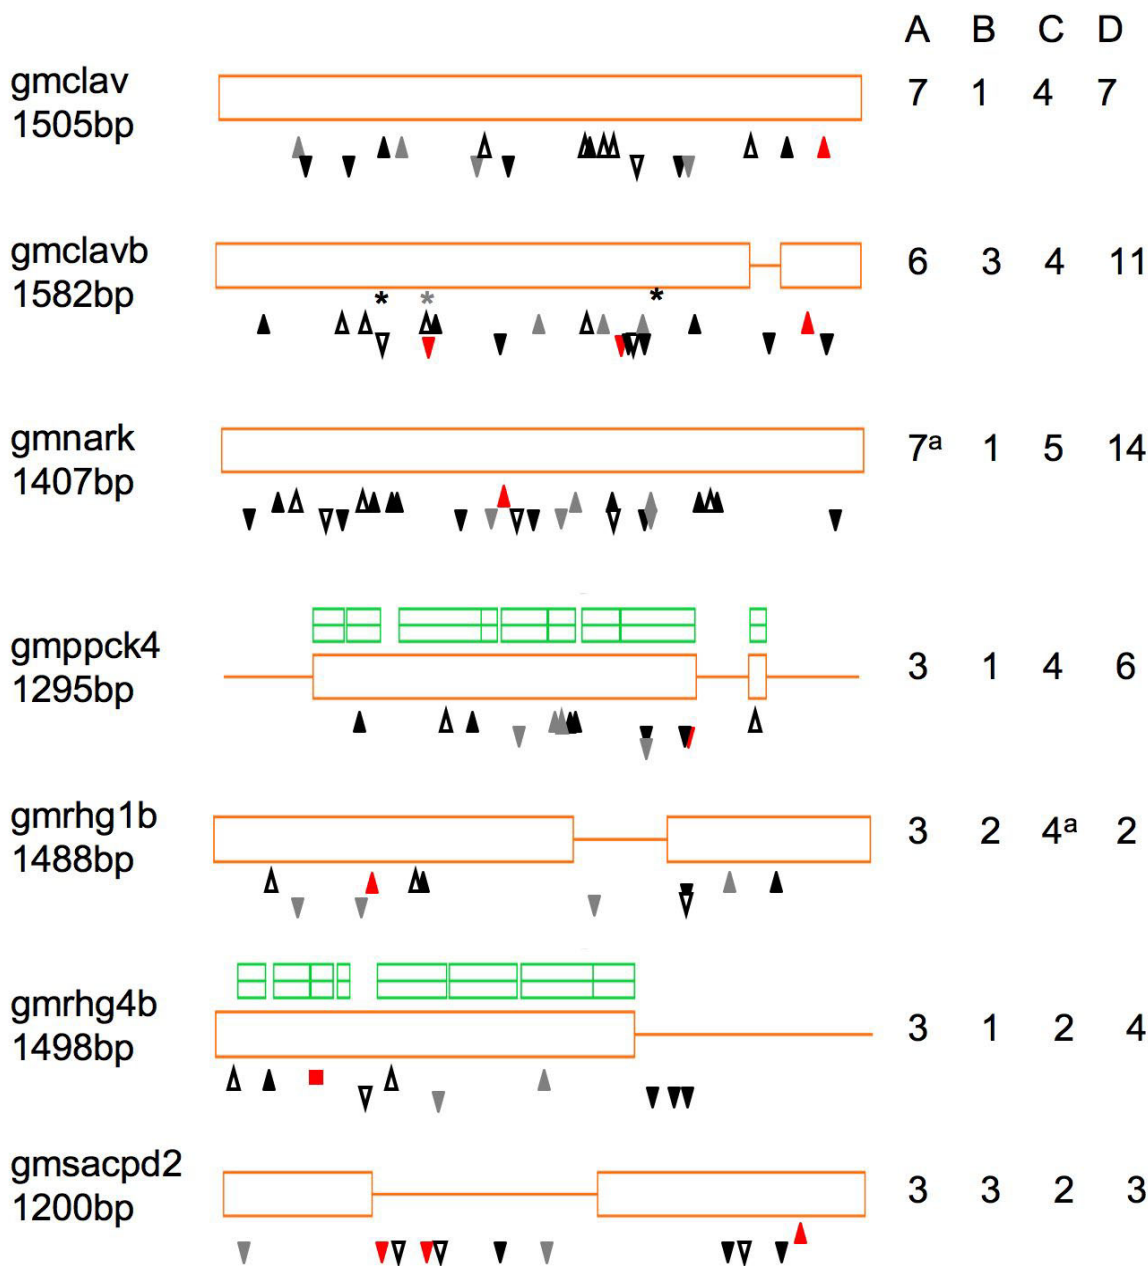 A B C D
gmclav 7 1 4 7
1505bp
gmclavb 6 3 4 11
1582bp
* * *
gmnark 7ᵃ 1 5 14
1407bp
gmppck4 3 1 4 6
1295bp
gmrhg1b 3 2 4ᵃ 2
1488bp
gmrhg4b 3 1 2 4
1498bp
gmsacpd2 3 3 2 3
1200bp